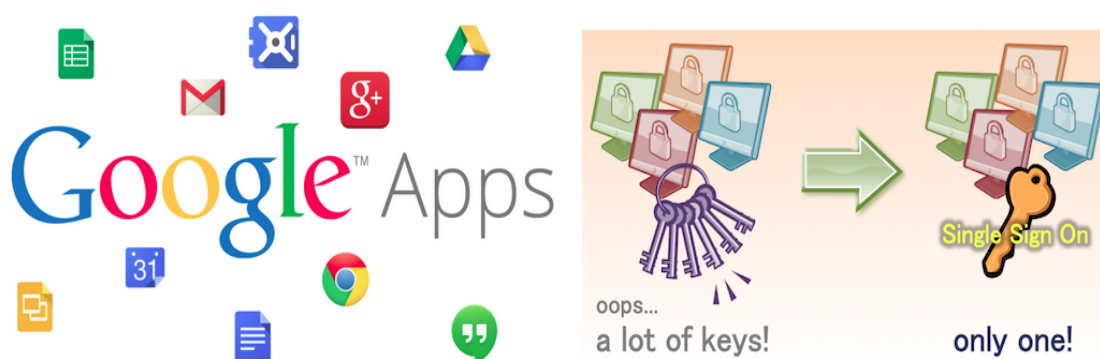 g+
Google™ Apps
31
Single Sign On
oops...
a lot of keys!
only one!